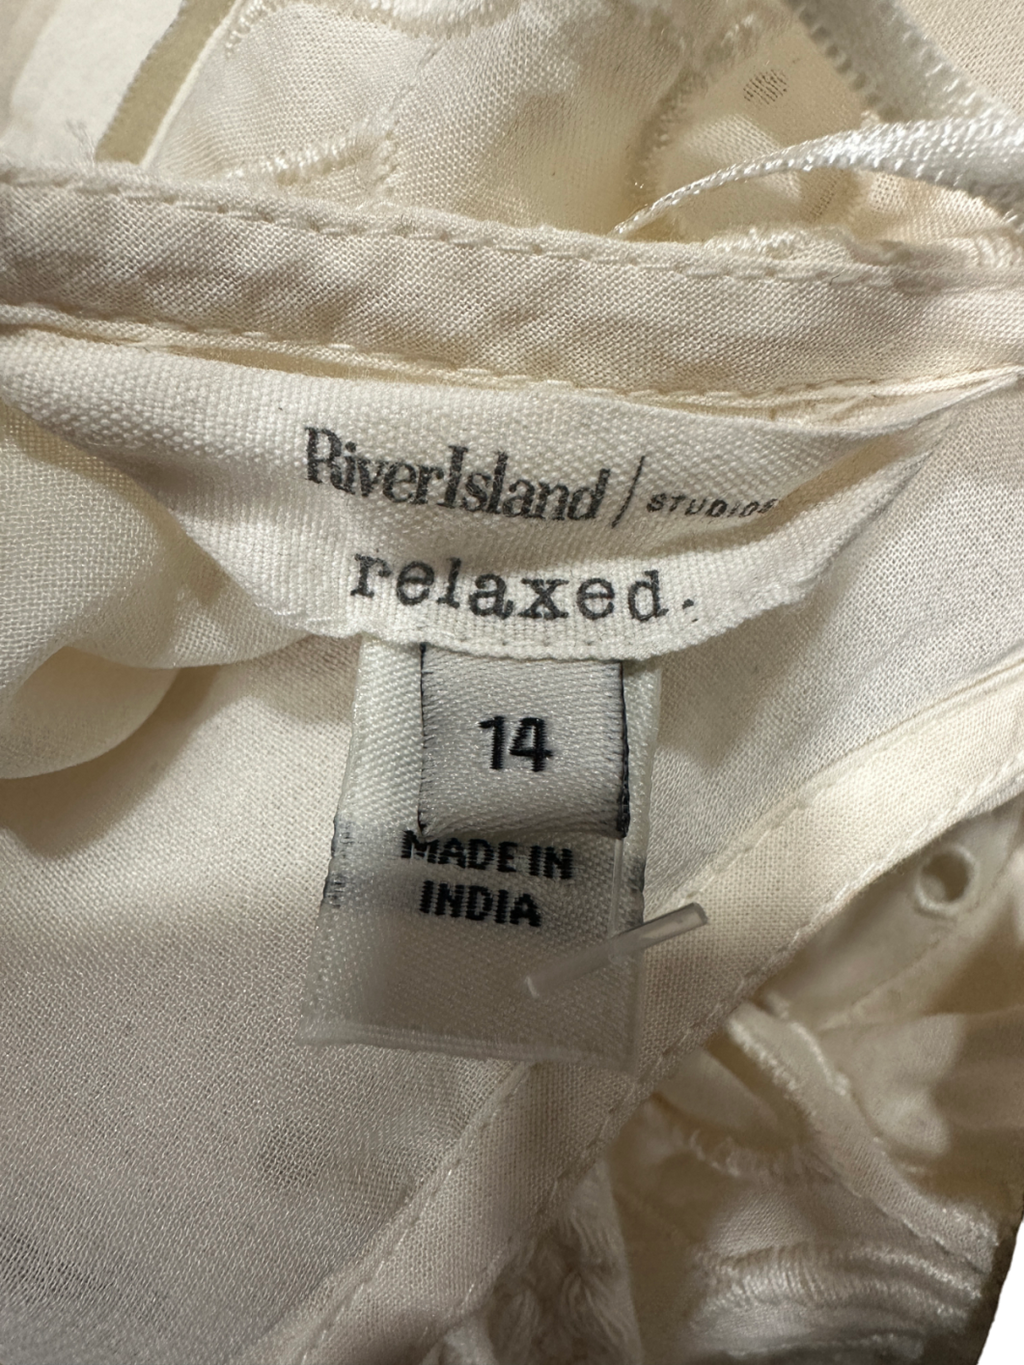 RiverIsland / STUDIOS
relaxed.
14
MADE IN
INDIA